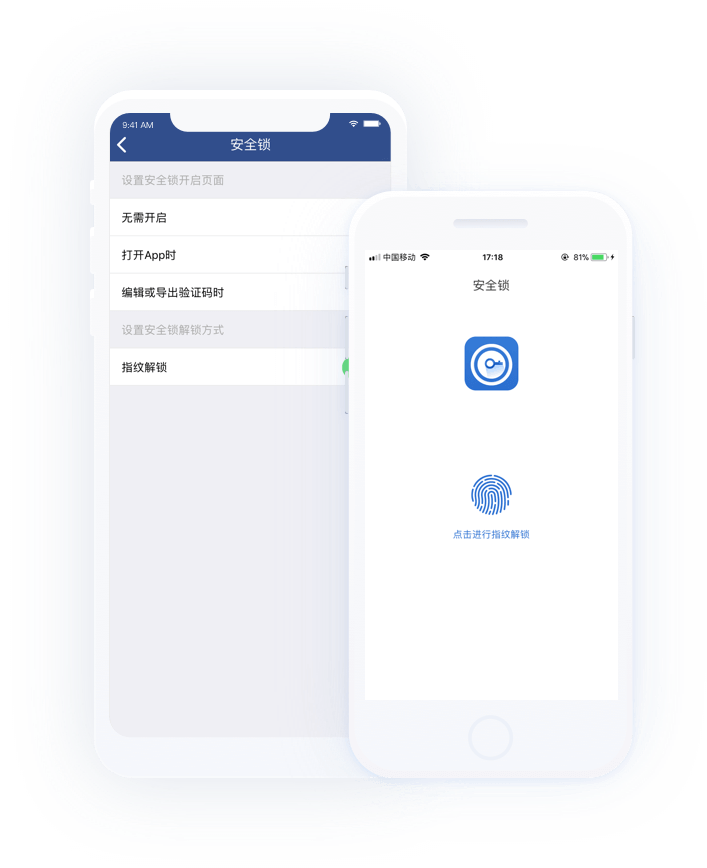 9:41 AM
安全锁
设置安全锁开启页面
无需开启
打开App时
编辑或导出验证码时
设置安全锁解锁方式
指纹解锁
中国移动
17:18
81%
安全锁
点击进行指纹解锁